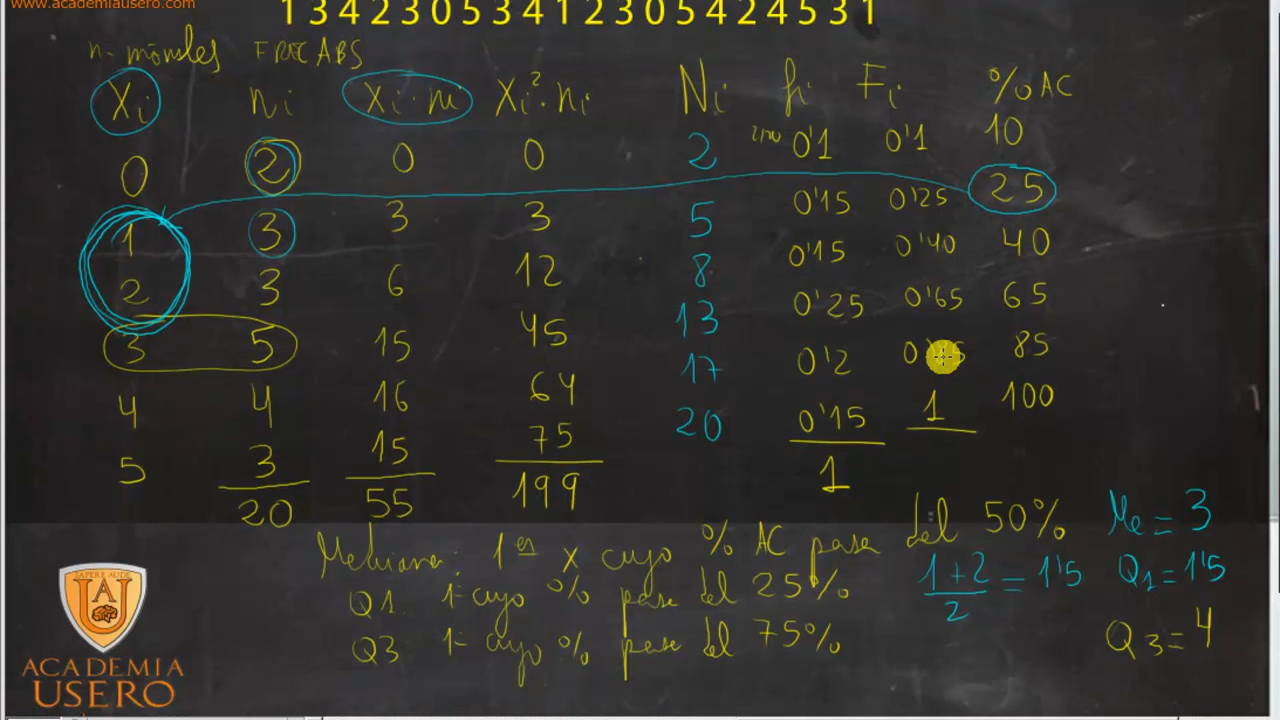 www.academiausero.com
1 3 4 2 3 0 5 3 4 1 2 3 0 5 4 2 4 5 3 1
n- móviles FREC ABS
Xi ni Xi·ni Xi²·ni Ni fi Fi % AC
0 2 0 0 2 0'1 0'1 10
1 3 3 3 5 0'15 0'25 25
2 3 6 12 8 0'15 0'40 40
3 5 15 45 13 0'25 0'65 65
4 4 16 64 17 0'2 85
5 3 15 75 20 0'15 1 100
20 55 199 1
Mediana: 1er x cuyo % AC pase del 50% Me = 3
Q1: 1- cuyo % pase del 25% 1+2/2 = 1'5 Q1 = 1'5
Q3 1- cuyo % pase del 75% Q3 = 4
SAPERE AUDE
UA
ACADEMIA
USERO